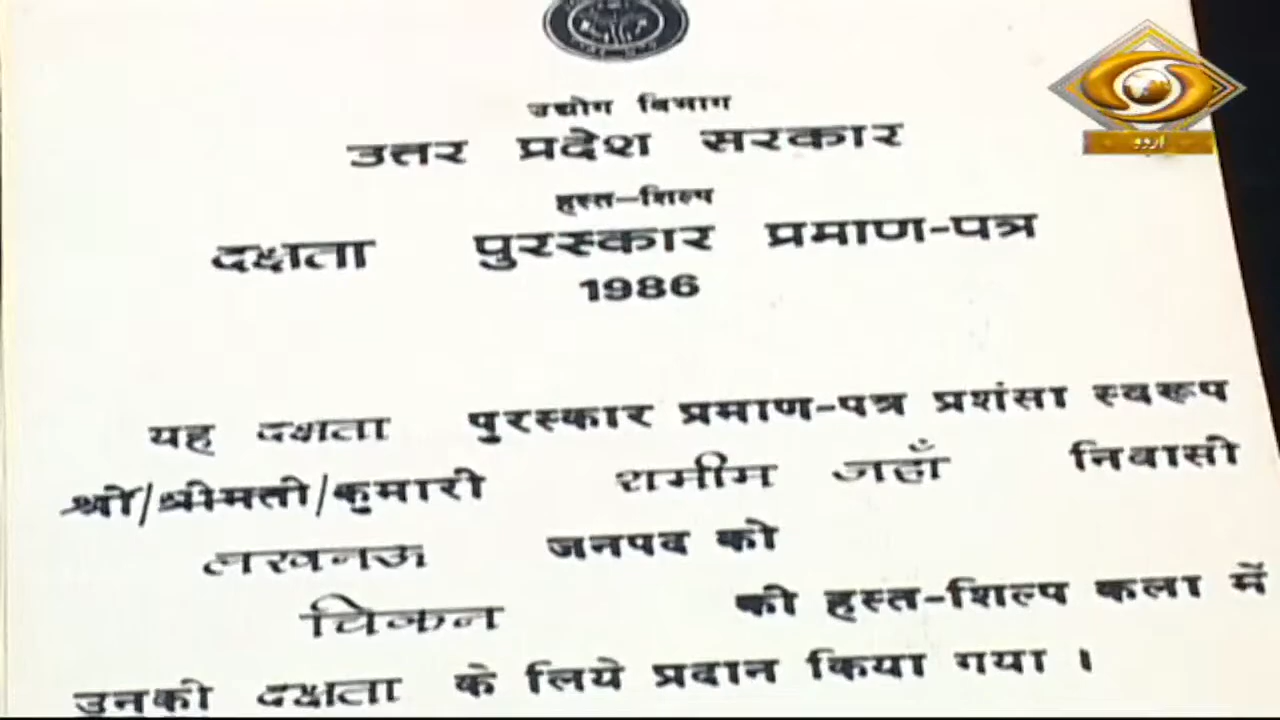 उद्योग विभाग
उत्तर प्रदेश सरकार
हस्त-शिल्प
दक्षता पुरस्कार प्रमाण-पत्र
1986
यह दक्षता पुरस्कार प्रमाण-पत्र प्रशंसा स्वरूप
श्री/श्रीमती/कुमारी शमीम जहाँ निवासी
लखनऊ जनपद को
चिकन की हस्त-शिल्प कला में
उनकी दक्षता के लिये प्रदान किया गया ।
اردو